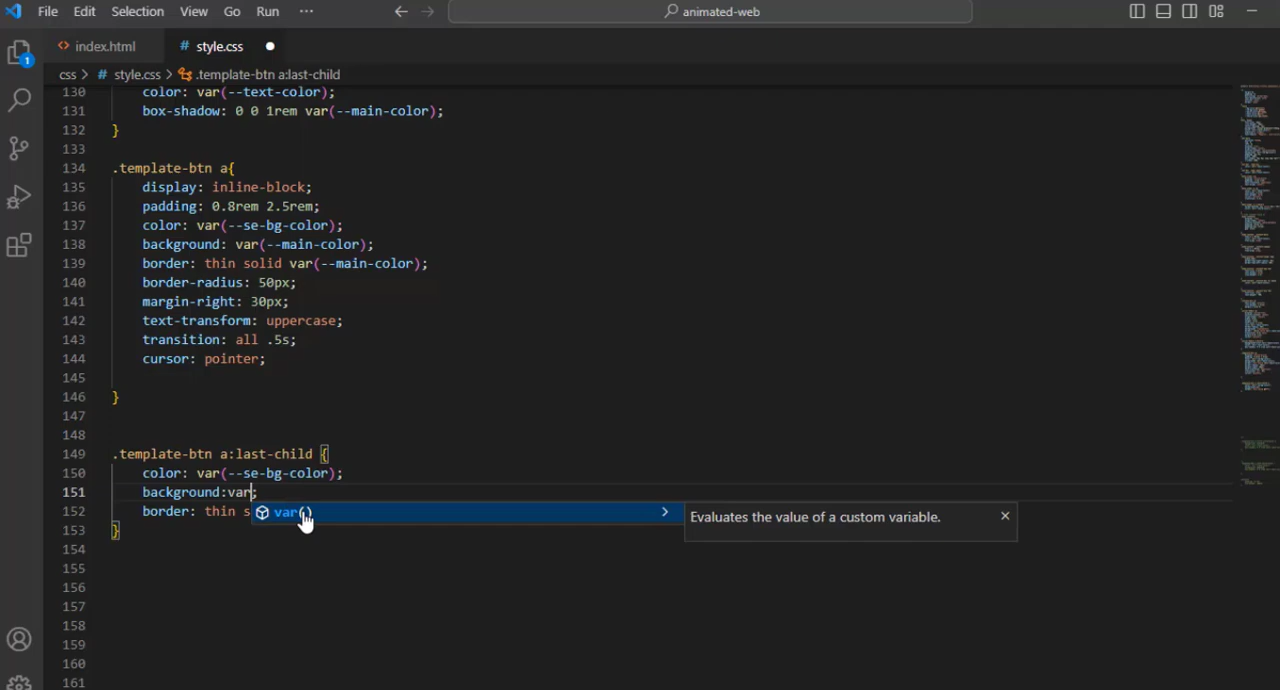 File Edit Selection View Go Run ··· animated-web
index.html # style.css
css > # style.css > .template-btn a:last-child
130 color: var(--text-color);
131 box-shadow: 0 0 1rem var(--main-color);
132 }
133
134 .template-btn a{
135 display: inline-block;
136 padding: 0.8rem 2.5rem;
137 color: var(--se-bg-color);
138 background: var(--main-color);
139 border: thin solid var(--main-color);
140 border-radius: 50px;
141 margin-right: 30px;
142 text-transform: uppercase;
143 transition: all .5s;
144 cursor: pointer;
145
146 }
147
148
149 .template-btn a:last-child {
150 color: var(--se-bg-color);
151 background:var;
152 border: thin s var() Evaluates the value of a custom variable.
153 }
154
155
156
157
158
159
160
161
1